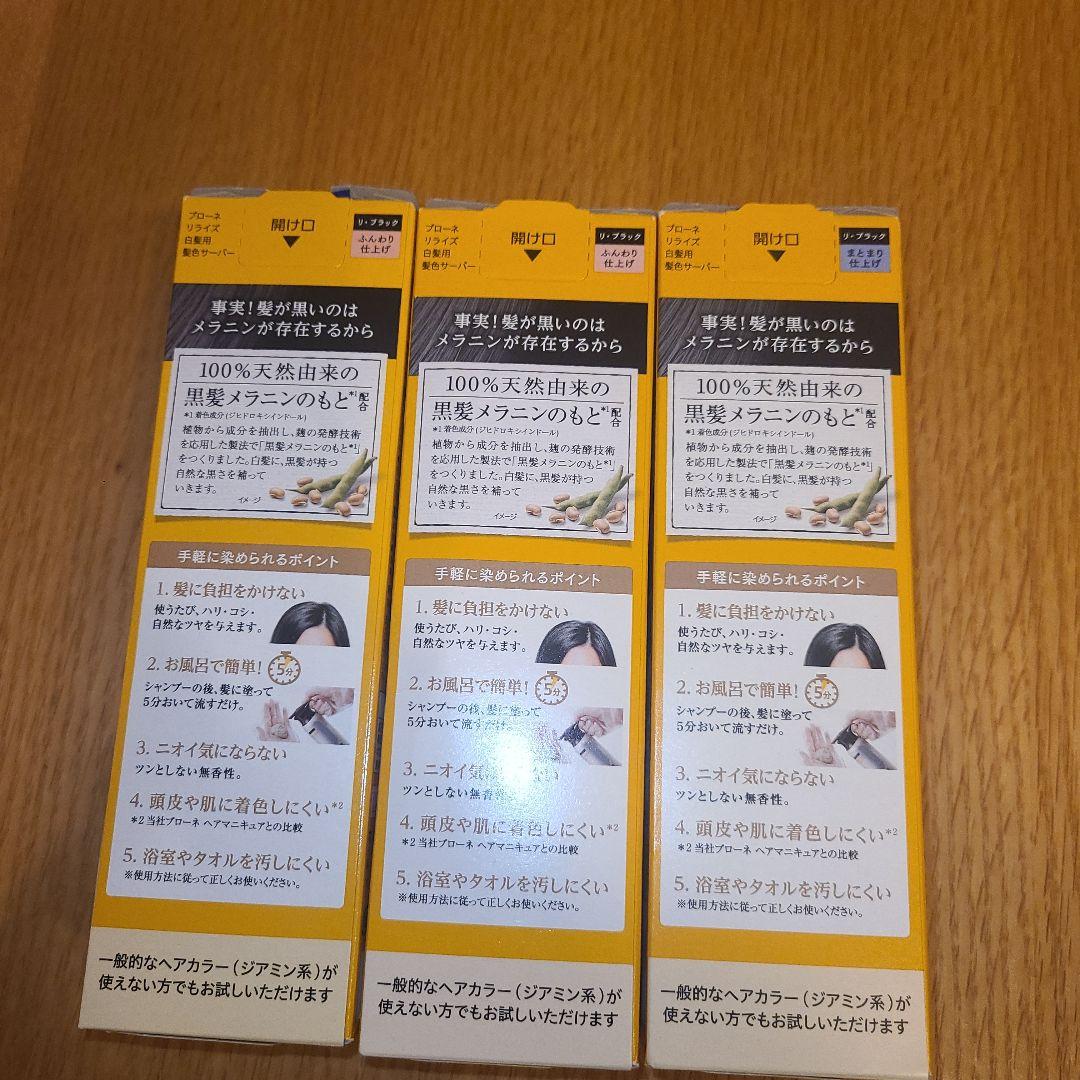 ブローネ
リライズ
白髪用
髪色サーバー
開け口
リ・ブラック
ふんわり
仕上げ
事実！髪が黒いのは
メラニンが存在するから
100%天然由来の
黒髪メラニンのもと*1配合
*1 着色成分(ジヒドロキシインドール)
植物から成分を抽出し、麹の発酵技術
を応用した製法で「黒髪メラニンのもと*1」
をつくりました。白髪に、黒髪が持つ
自然な黒さを補って
いきます。
イメージ
手軽に染められるポイント
1. 髪に負担をかけない
使うたび、ハリ・コシ・
自然なツヤを与えます。
2. お風呂で簡単！
5分
シャンプーの後、髪に塗って
5分おいて流すだけ。
3. ニオイ気にならない
ツンとしない無香性。
4. 頭皮や肌に着色しにくい*2
*2 当社ブローネ ヘアマニキュアとの比較
5. 浴室やタオルを汚しにくい
※使用方法に従って正しくお使いください。
一般的なヘアカラー（ジアミン系）が
使えない方でもお試しいただけます
ブローネ
リライズ
白髪用
髪色サーバー
開け口
リ・ブラック
ふんわり
仕上げ
事実！髪が黒いのは
メラニンが存在するから
100%天然由来の
黒髪メラニンのもと*1配合
*1 着色成分(ジヒドロキシインドール)
植物から成分を抽出し、麹の発酵技術
を応用した製法で「黒髪メラニンのもと*1」
をつくりました。白髪に、黒髪が持つ
自然な黒さを補って
いきます。
イメージ
手軽に染められるポイント
1. 髪に負担をかけない
使うたび、ハリ・コシ・
自然なツヤを与えます。
2. お風呂で簡単！
5分
シャンプーの後、髪に塗って
5分おいて流すだけ。
3. ニオイ気にならない
ツンとしない無香
4. 頭皮や肌に着色しにくい*2
*2 当社ブローネ ヘアマニキュアとの比較
5. 浴室やタオルを汚しにくい
※使用方法に従って正しくお使いください。
一般的なヘアカラー（ジアミン系）が
使えない方でもお試しいただけます
ブローネ
リライズ
白髪用
髪色サーバー
開け口
リ・ブラック
まとまり
仕上げ
事実！髪が黒いのは
メラニンが存在するから
100%天然由来の
黒髪メラニンのもと*1配合
*1 着色成分(ジヒドロキシインドール)
植物から成分を抽出し、麹の発酵技術
を応用した製法で「黒髪メラニンのもと*1」
をつくりました。白髪に、黒髪が持つ
自然な黒さを補って
いきます。
イメージ
手軽に染められるポイント
1. 髪に負担をかけない
使うたび、ハリ・コシ・
自然なツヤを与えます。
2. お風呂で簡単！
5分
シャンプーの後、髪に塗って
5分おいて流すだけ。
3. ニオイ気にならない
ツンとしない無香性。
4. 頭皮や肌に着色しにくい*2
*2 当社ブローネ ヘアマニキュアとの比較
5. 浴室やタオルを汚しにくい
※使用方法に従って正しくお使いください。
一般的なヘアカラー（ジアミン系）が
使えない方でもお試しいただけます